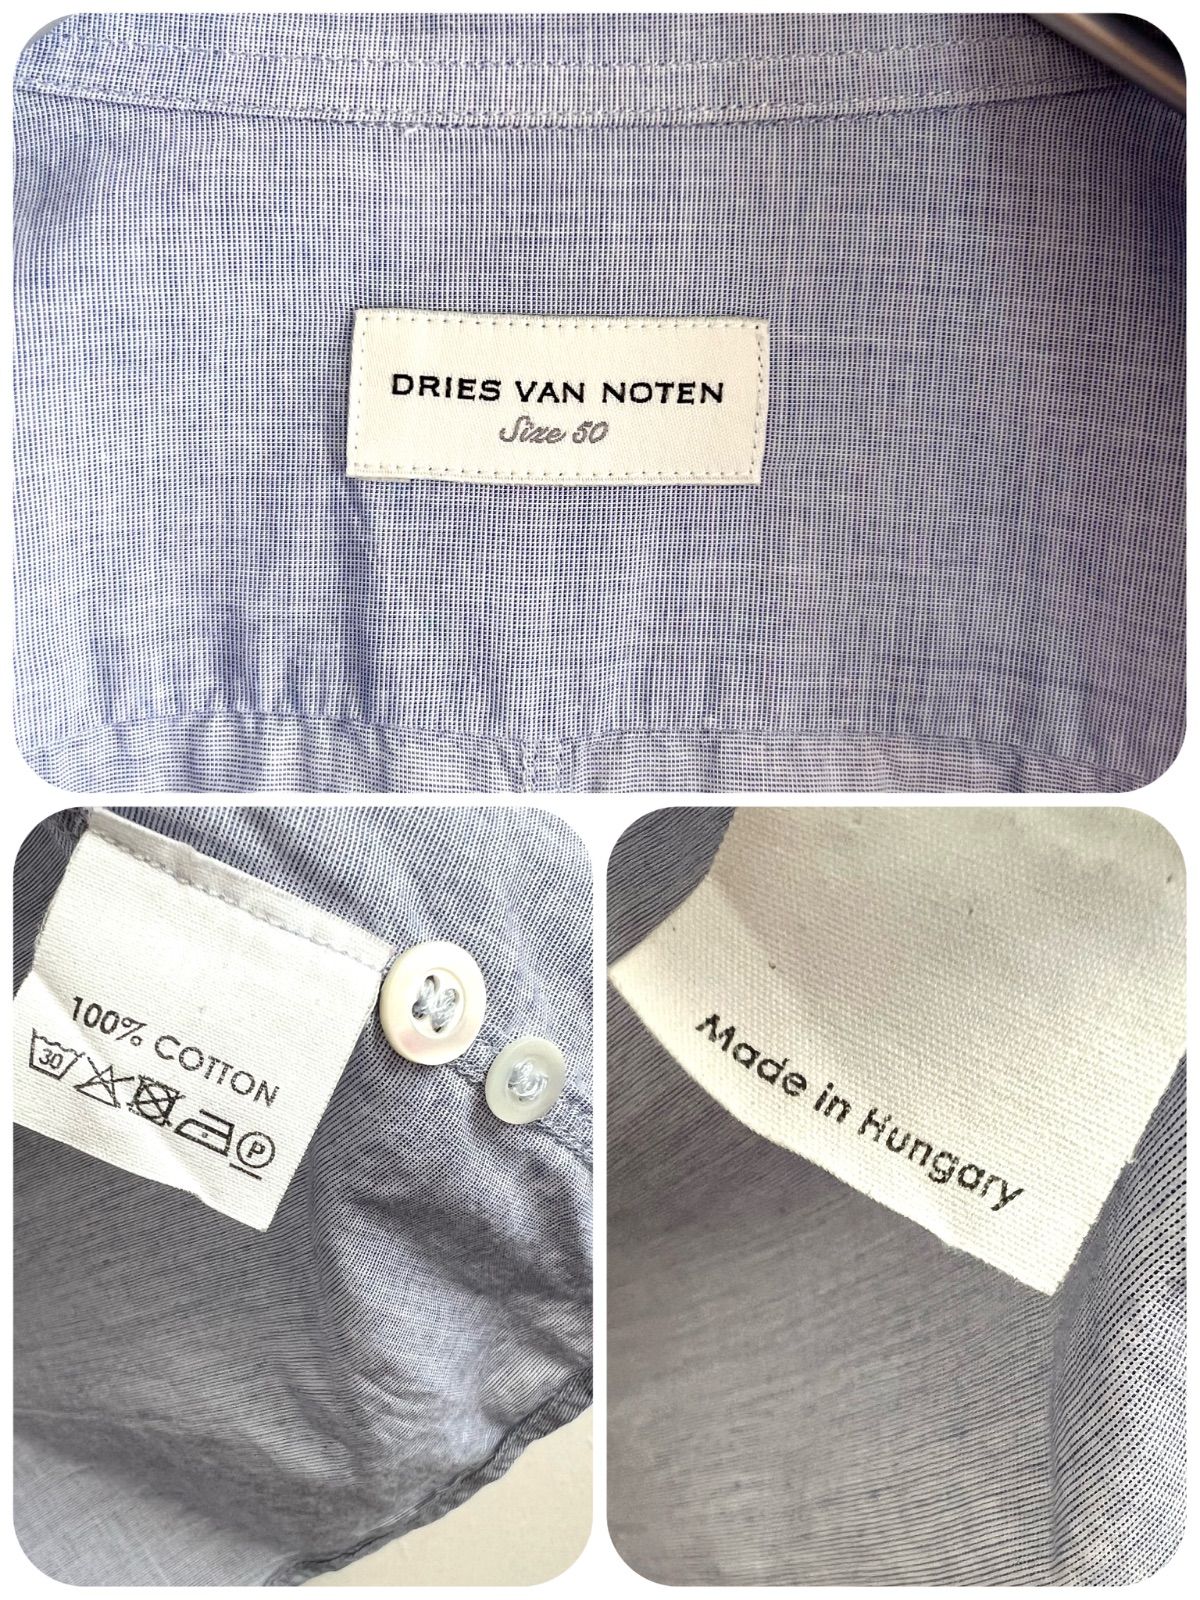 DRIES VAN NOTEN
Size 50
100% COTTON
30
P
Made in Hungary